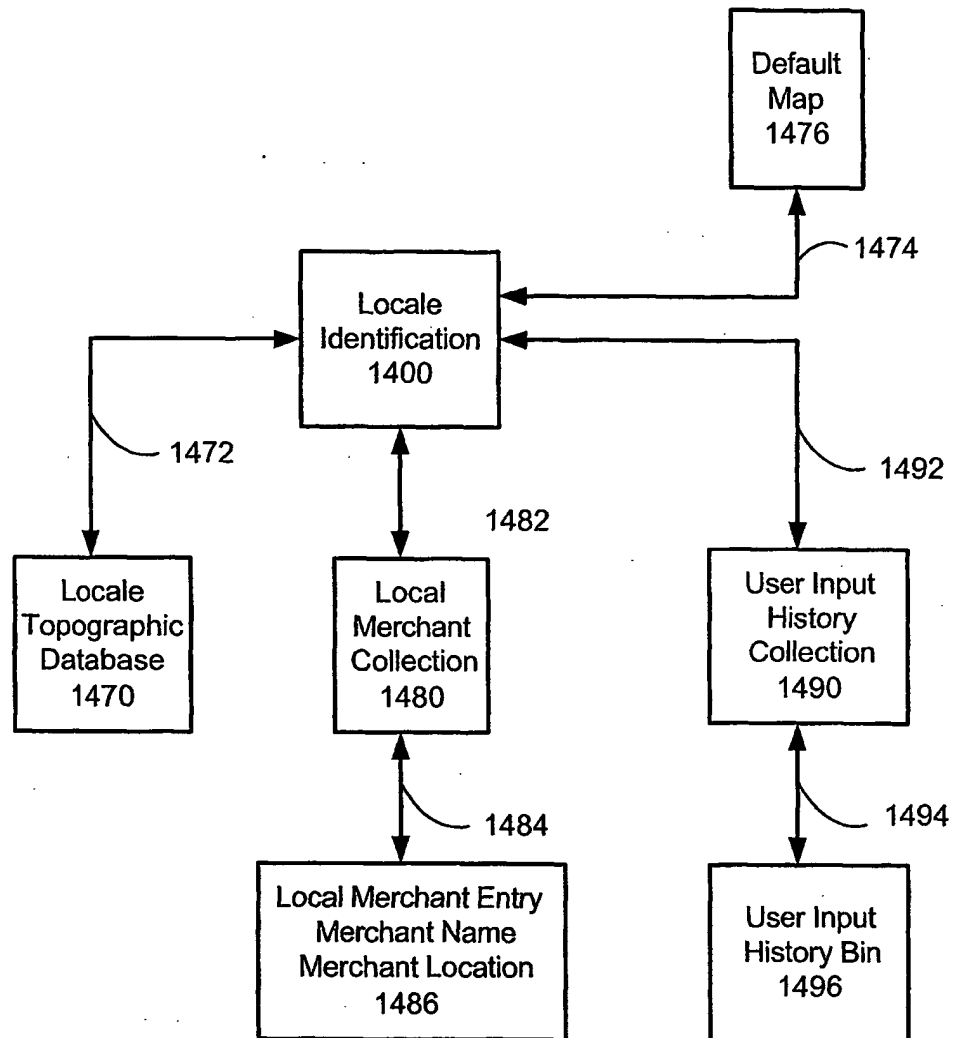 Default
Map
1476
1474
Locale
Identification
1400
1472
1492
1482
Locale
Topographic
Database
1470
Local
Merchant
Collection
1480
User Input
History
Collection
1490
1484
1494
Local Merchant Entry
Merchant Name
Merchant Location
1486
User Input
History Bin
1496